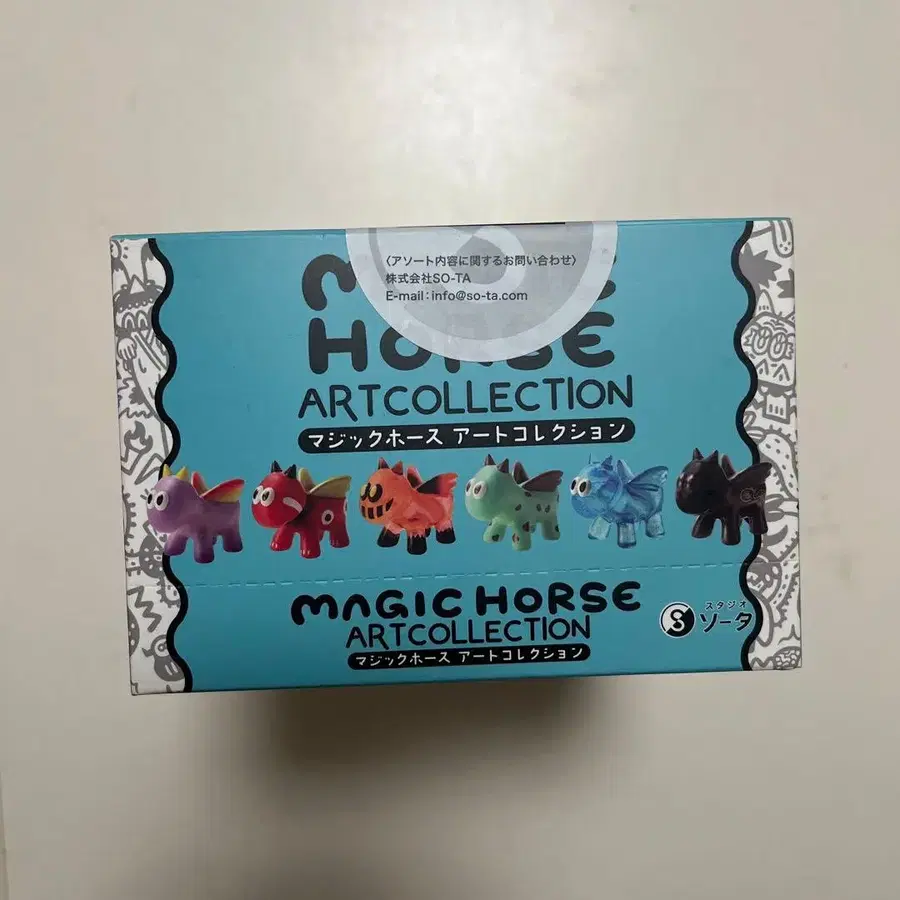 〈アソート内容に関するお問い合わせ〉
株式会社SO-TA
E-mail：info@so-ta.com
HORSE
ARTCOLLECTION
マジックホース アートコレクション
MAGIC HORSE
ARTCOLLECTION
マジックホース アートコレクション
スタジオ
ソータ